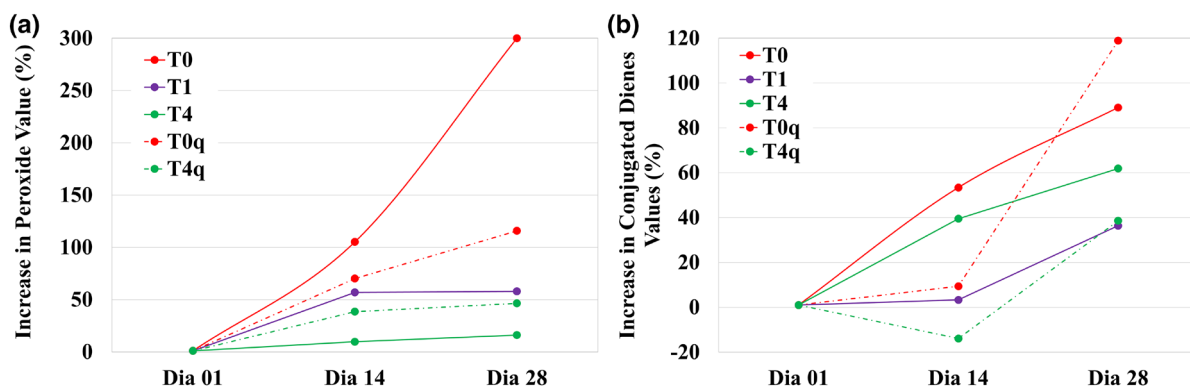 (a)
Increase in Peroxide Value (%)
300
250
200
150
100
50
0
T0
T1
T4
T0q
T4q
Dia 01
Dia 14
Dia 28
(b)
Increase in Conjugated Dienes
Values (%)
120
100
80
60
40
20
0
-20
T0
T1
T4
T0q
T4q
Dia 01
Dia 14
Dia 28